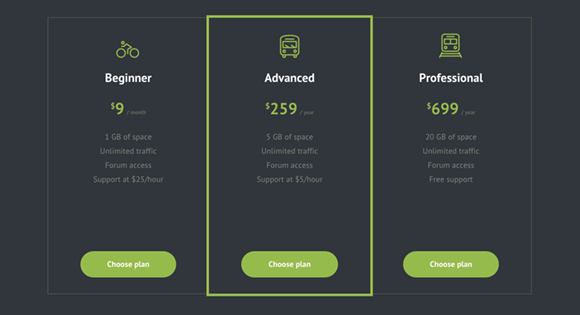 Beginner
$9 / month
1 GB of space
Unlimited traffic
Forum access
Support at $25/hour
Choose plan
Advanced
$259 / year
5 GB of space
Unlimited traffic
Forum access
Support at $5/hour
Choose plan
Professional
$699 / year
20 GB of space
Unlimited traffic
Forum access
Free support
Choose plan